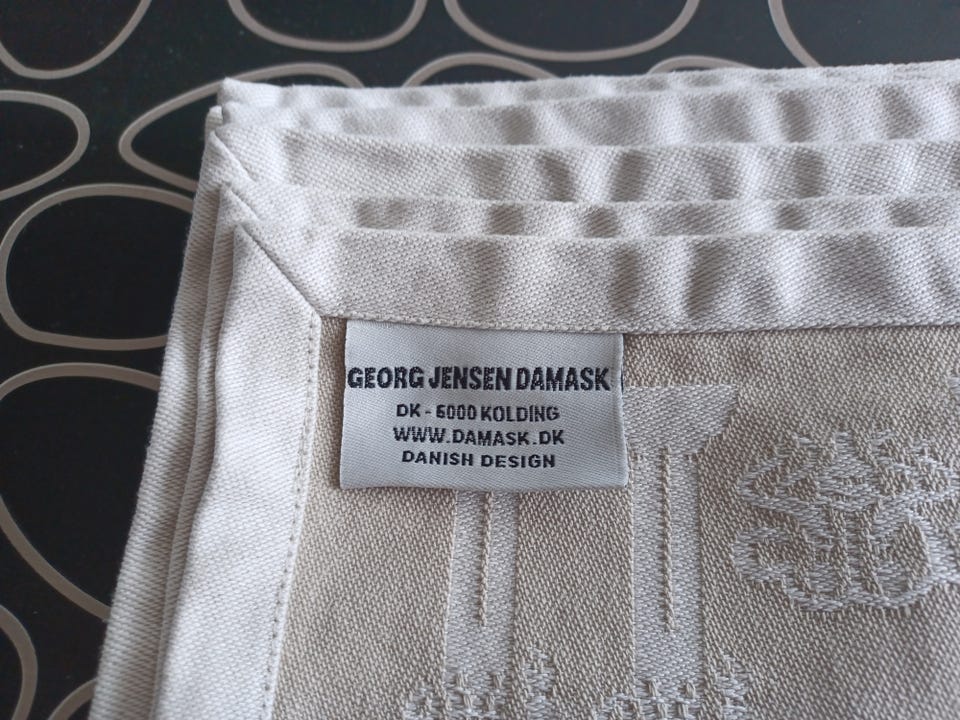 GEORG JENSEN DAMASK
DK - 6000 KOLDING
WWW.DAMASK.DK
DANISH DESIGN